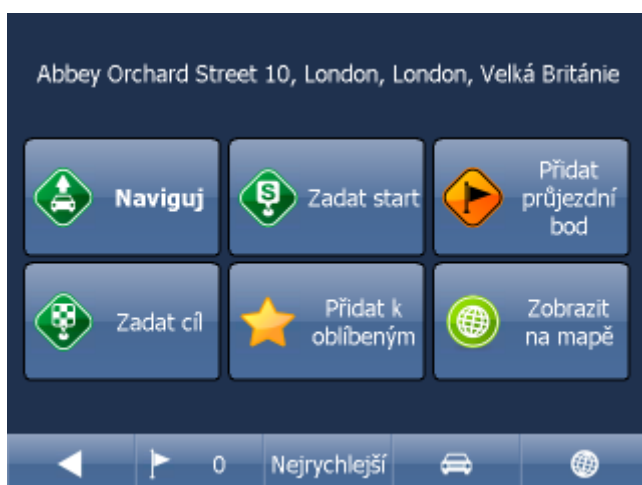 Abbey Orchard Street 10, London, London, Velká Británie
Naviguj
Zadat start
Přidat
průjezdní
bod
Zadat cíl
Přidat k
oblíbeným
Zobrazit
na mapě
0
Nejrychlejší